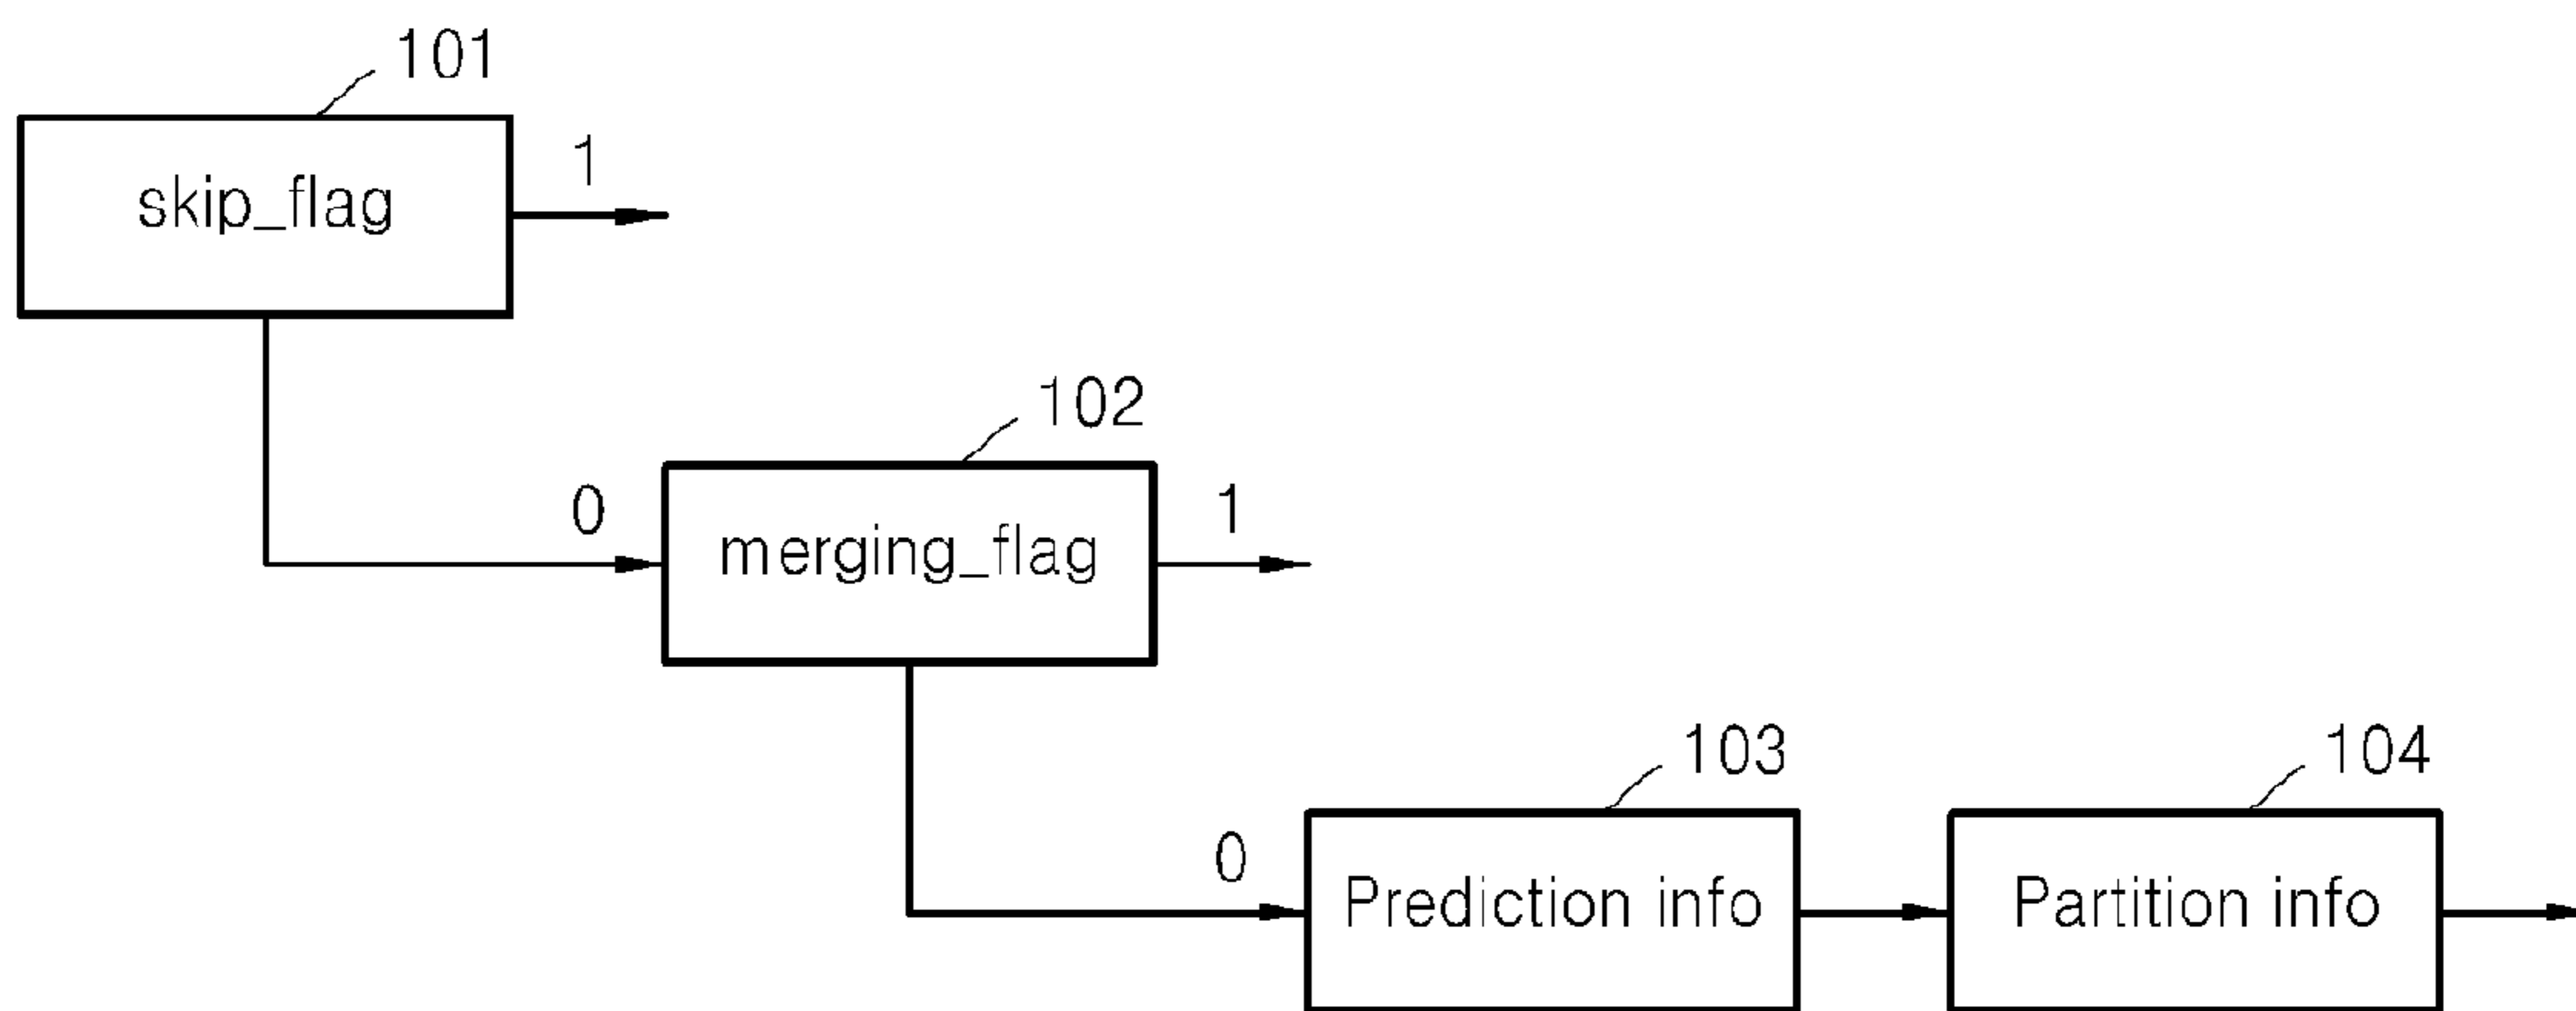 101
skip_flag
1
102
0
merging_flag
1
103
104
0
Prediction info
Partition info